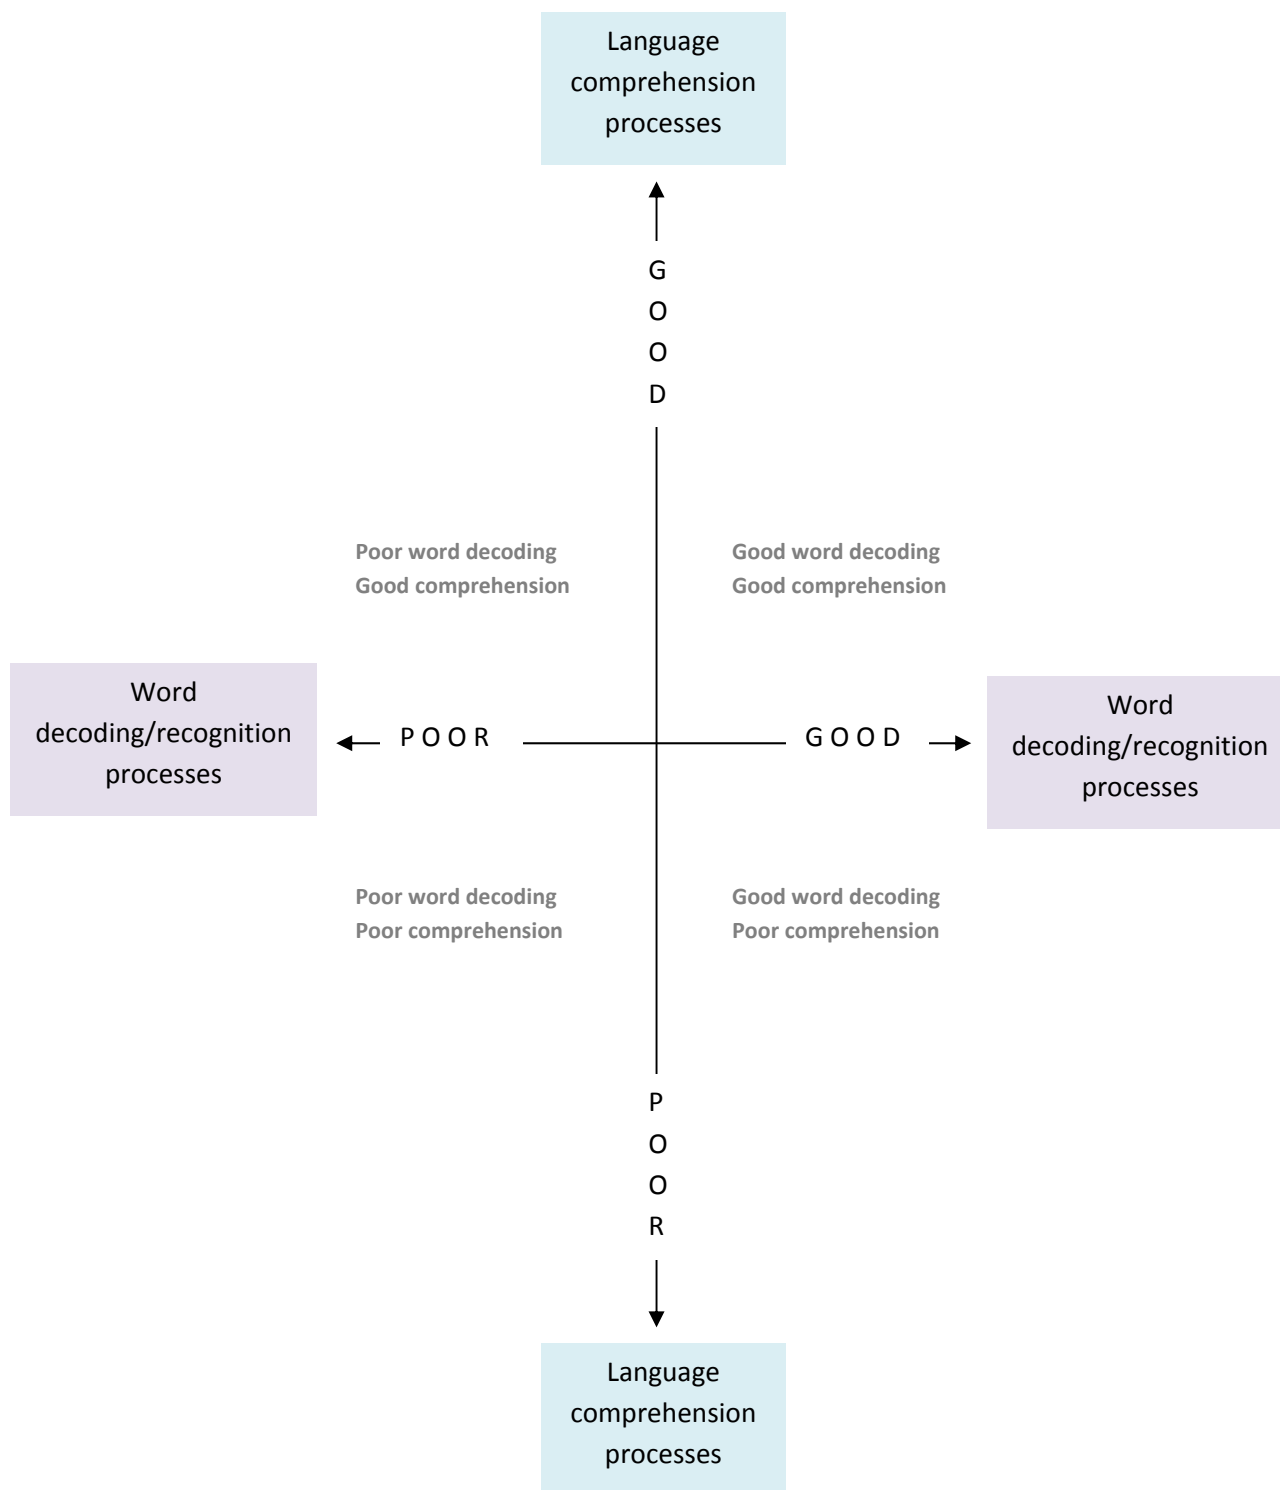 Language
comprehension
processes
G
O
O
D
Poor word decoding
Good comprehension
Good word decoding
Good comprehension
Word
decoding/recognition
processes
P O O R
G O O D
Word
decoding/recognition
processes
Poor word decoding
Poor comprehension
Good word decoding
Poor comprehension
P
O
O
R
Language
comprehension
processes